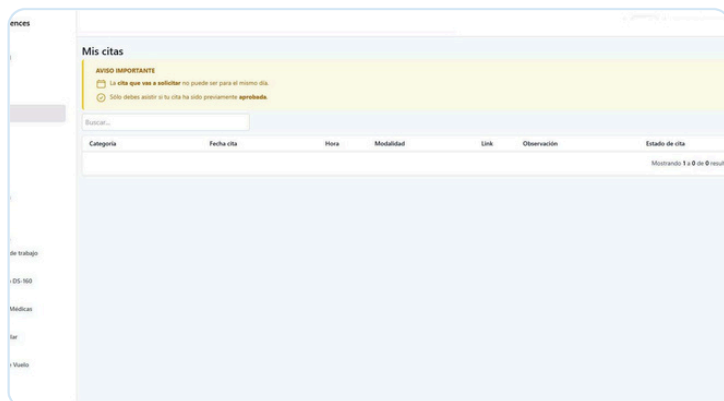 ences
Mis citas
AVISO IMPORTANTE
La cita que vas a solicitar no puede ser para el mismo día.
Sólo debes asistir si tu cita ha sido previamente aprobada.
Buscar...
Categoría Fecha cita Hora Modalidad Link Observación Estado de cita
Mostrando 1 a 0 de 0 resul
de trabajo
DS-160
Médicas
ler
Vuelo